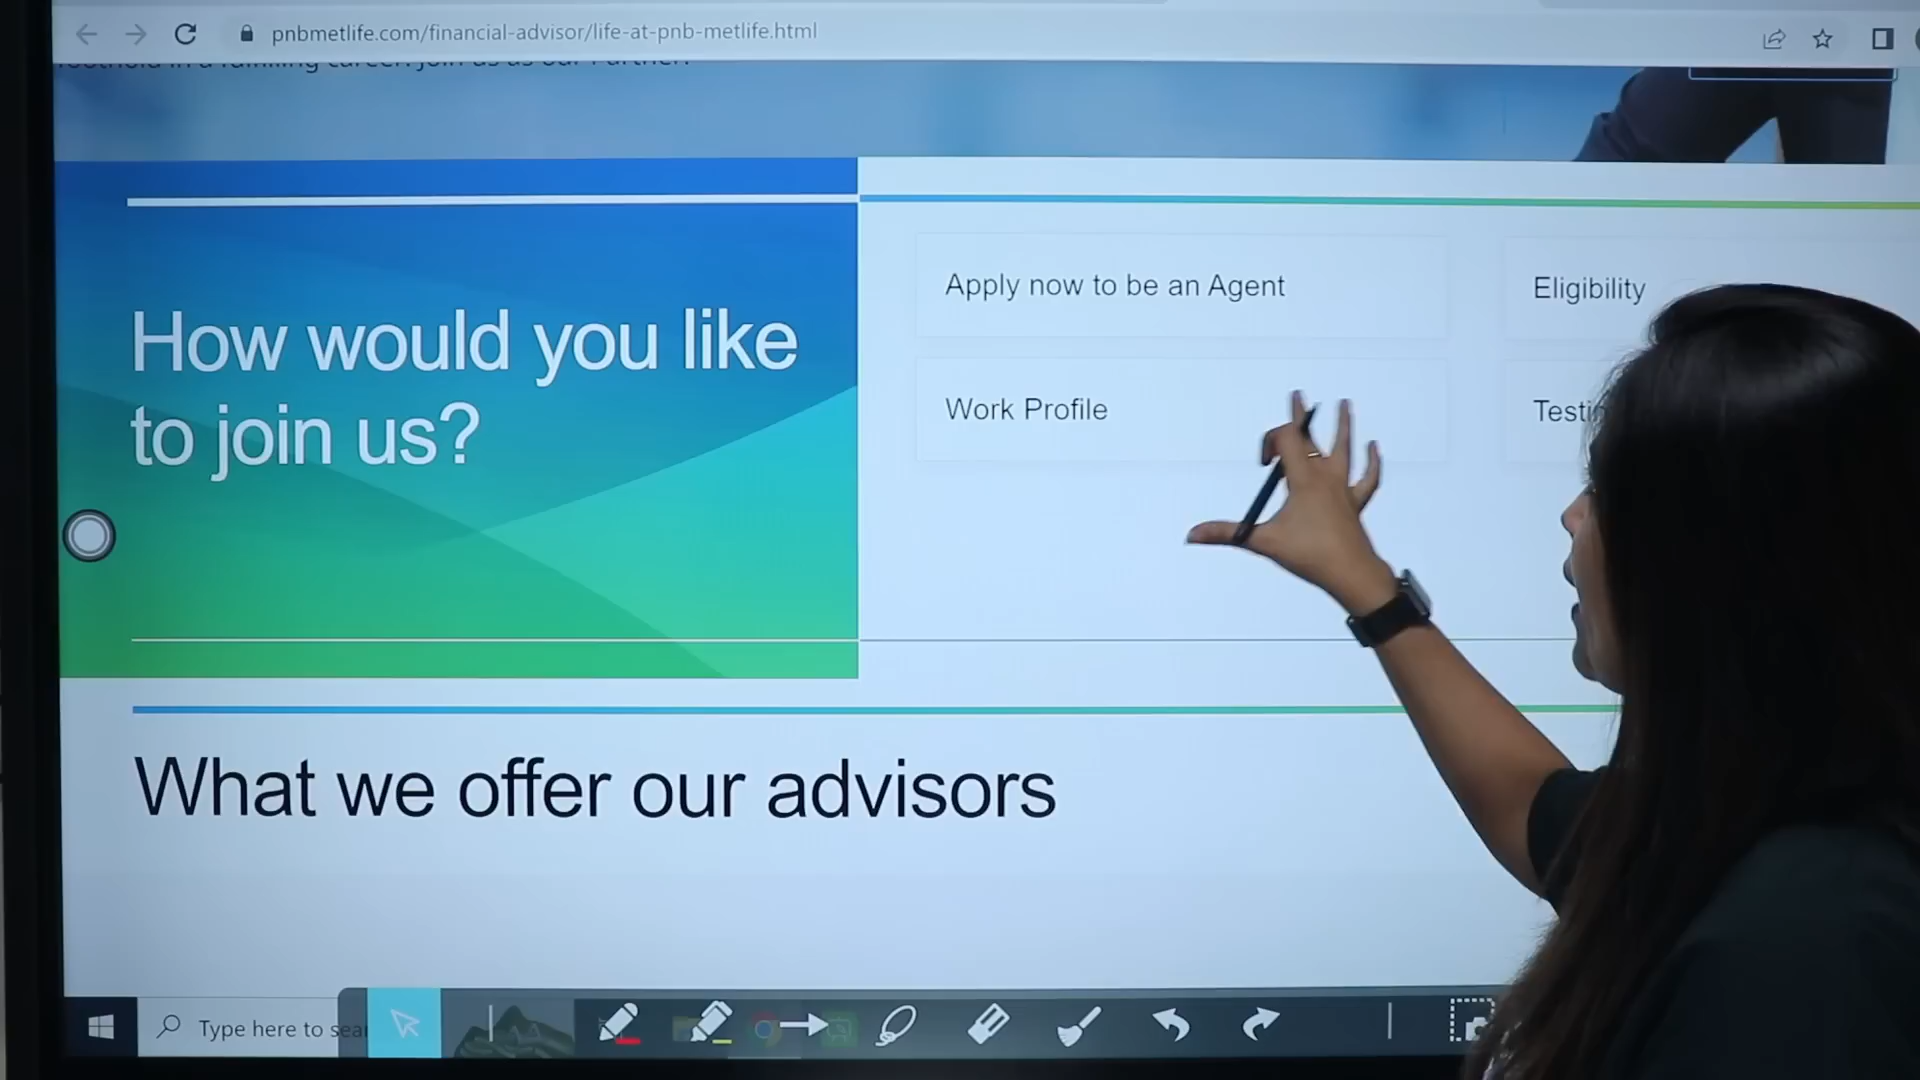 pnbmetlife.com/financial-advisor/life-at-pnb-metlife.html
How would you like
to join us?
Apply now to be an Agent
Eligibility
Work Profile
What we offer our advisors
Type here to